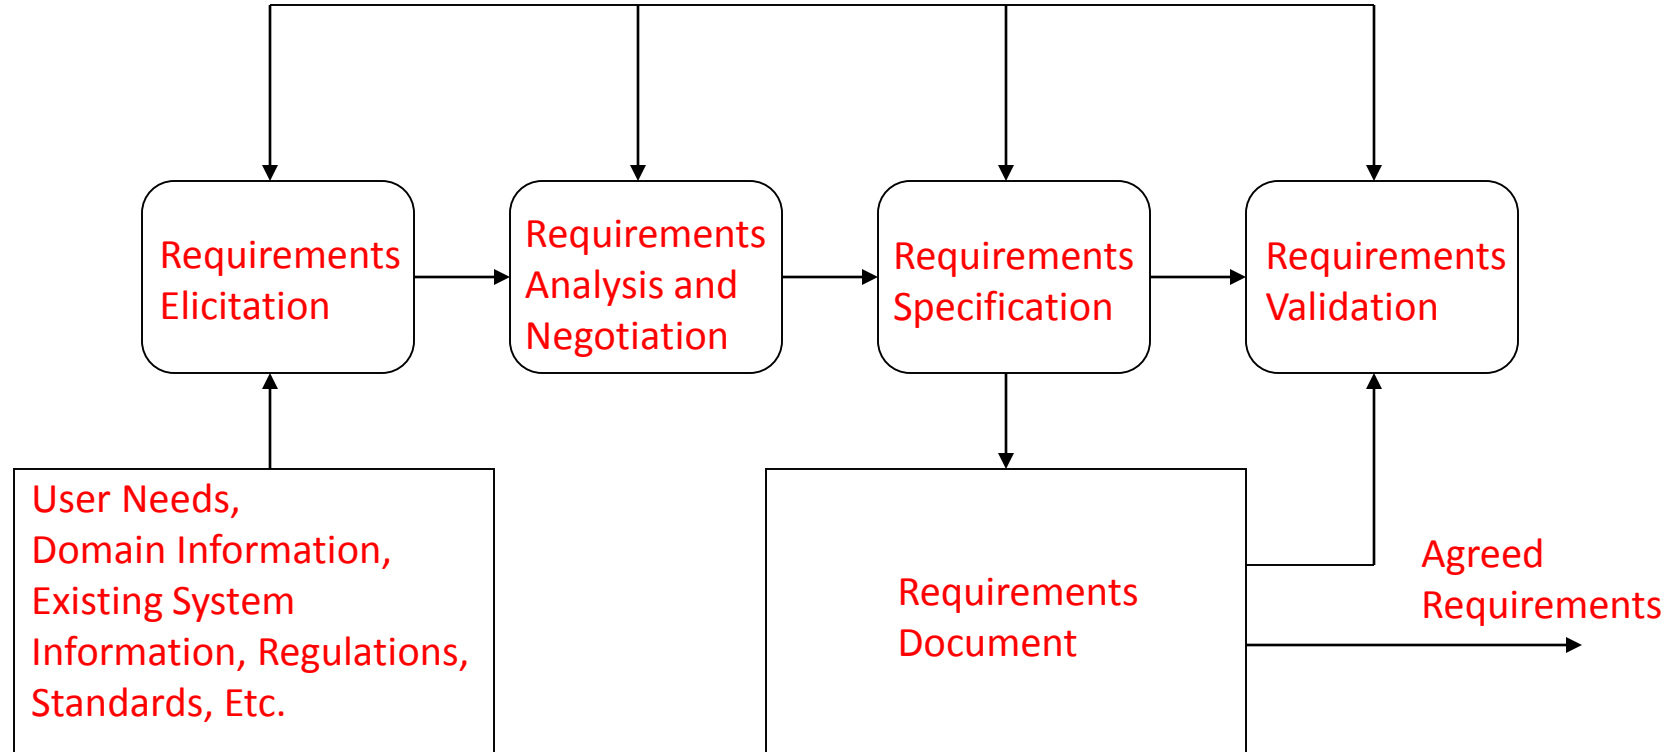 Requirements
Elicitation
Requirements
Analysis and
Negotiation
Requirements
Specification
Requirements
Validation
User Needs,
Domain Information,
Existing System
Information, Regulations,
Standards, Etc.
Requirements
Document
Agreed
Requirements